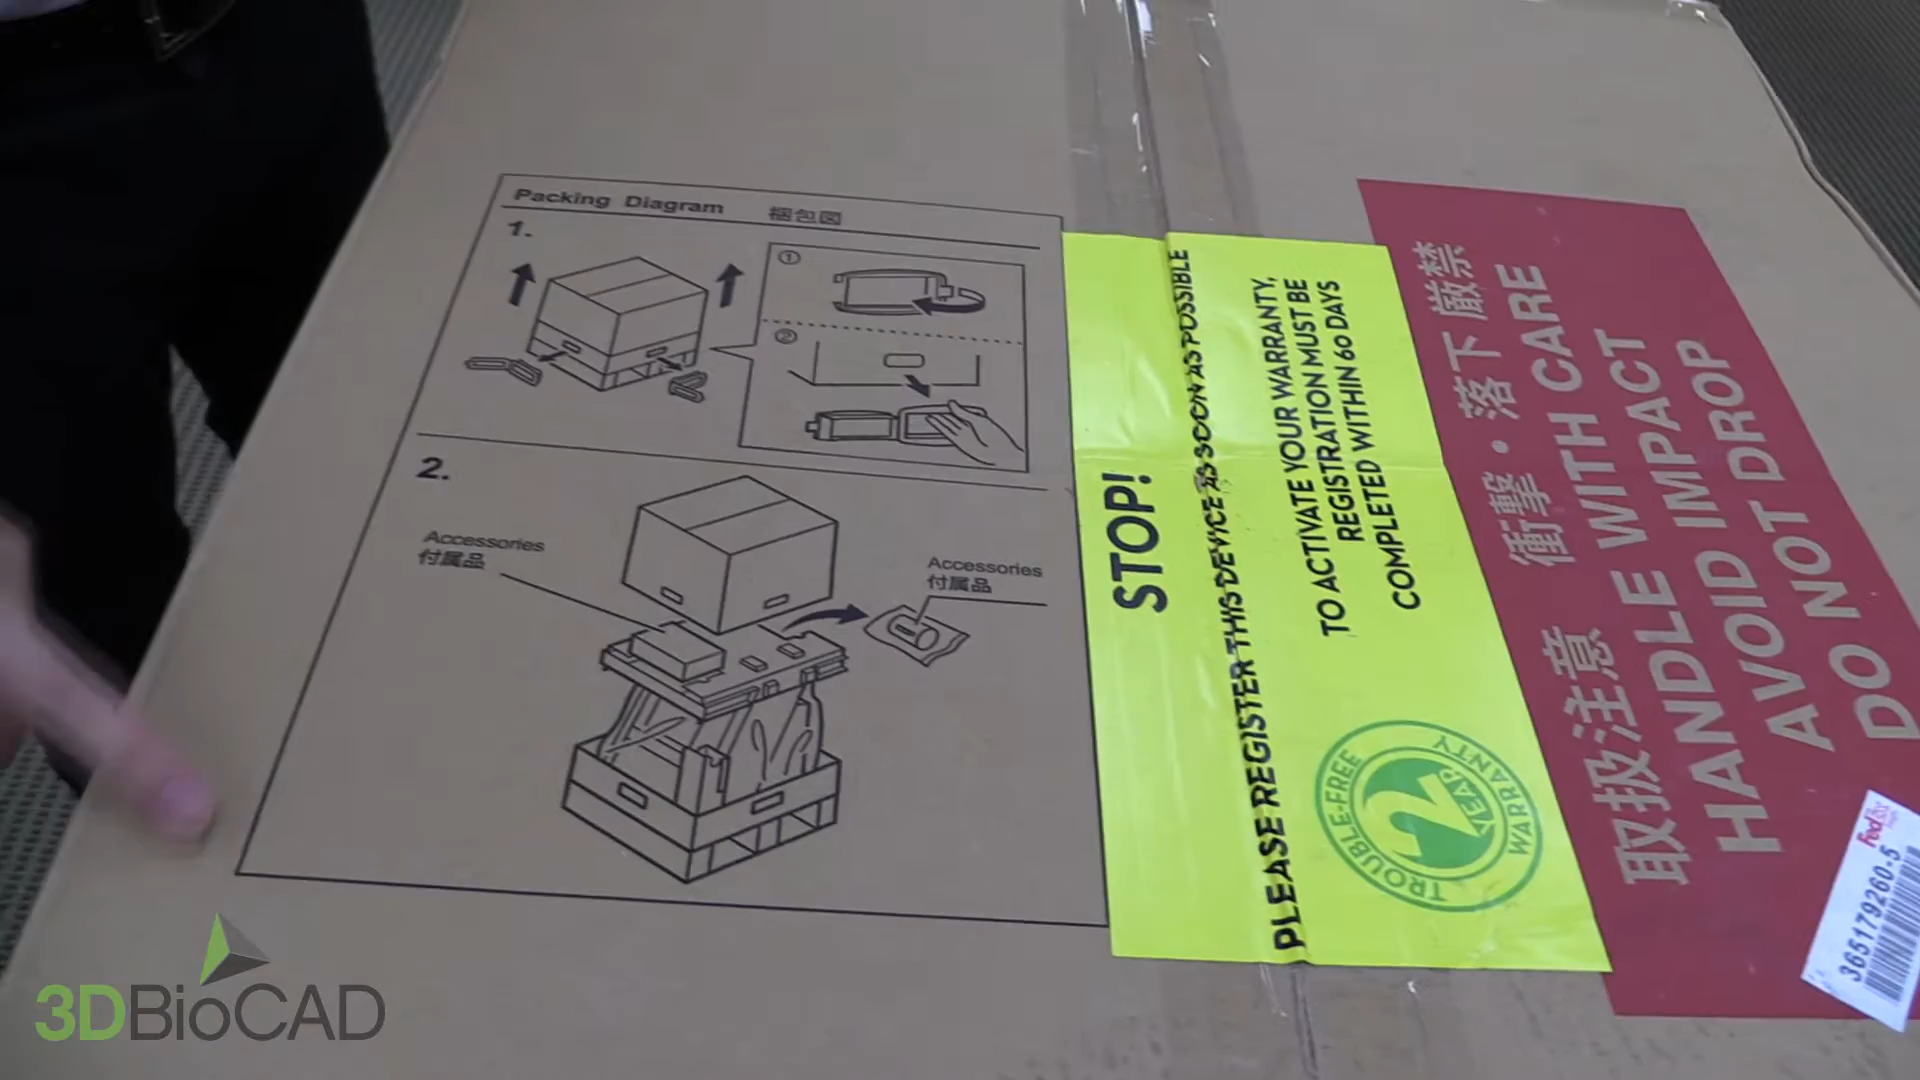 Packing Diagram 梱包図
1.
①
②
2.
Accessories
付属品
Accessories
付属品
STOP!
PLEASE REGISTER THIS DEVICE AS SOON AS POSSIBLE
TO ACTIVATE YOUR WARRANTY,
REGISTRATION MUST BE
COMPLETED WITHIN 60 DAYS
TROUBLE-FREE
2
YEAR
WARRANTY
取扱注意 衝撃・落下厳禁
HANDLE WITH CARE
AVOID IMPACT
DO NOT DROP
FedEx
365179260-5
3DBioCAD